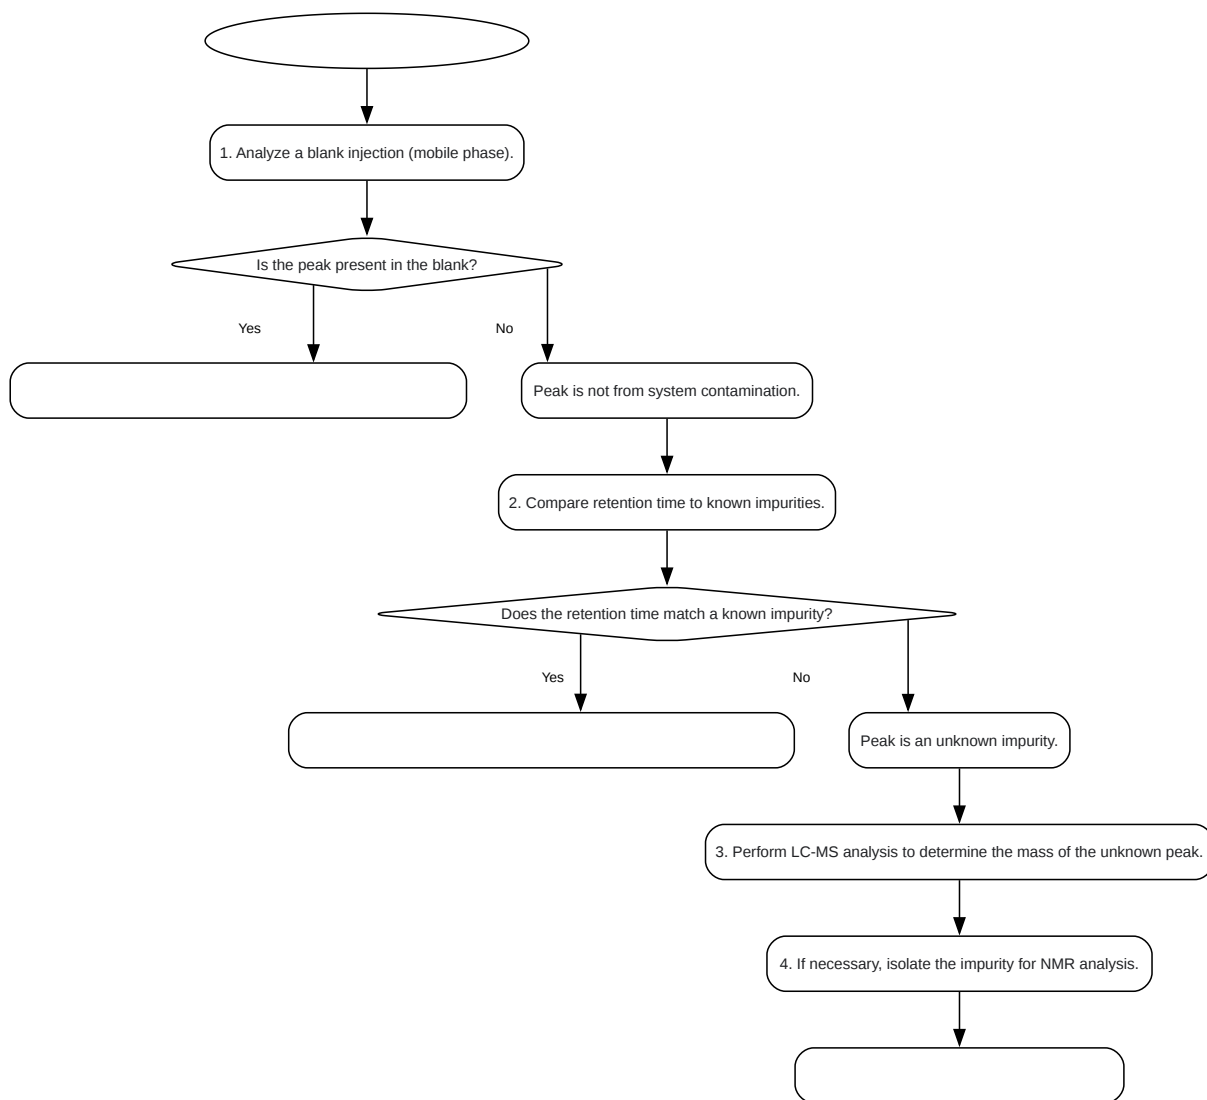 1. Analyze a blank injection (mobile phase).
Is the peak present in the blank?
Yes
No
Peak is not from system contamination.
2. Compare retention time to known impurities.
Does the retention time match a known impurity?
Yes
No
Peak is an unknown impurity.
3. Perform LC-MS analysis to determine the mass of the unknown peak.
4. If necessary, isolate the impurity for NMR analysis.